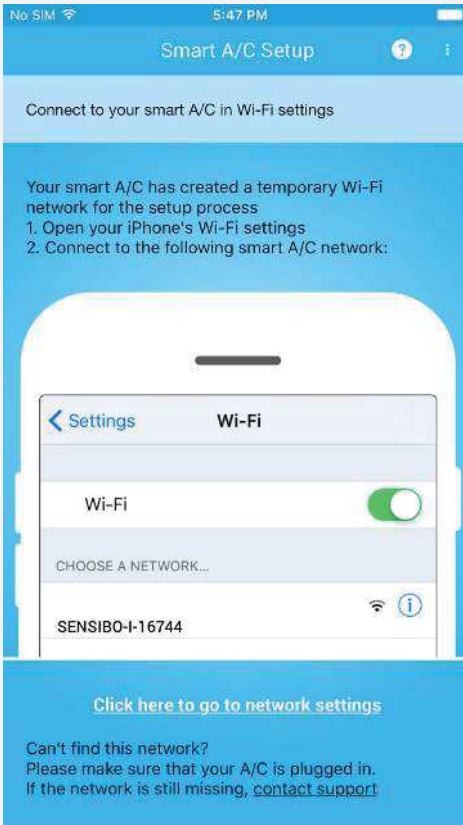 No SIM 5:47 PM
Smart A/C Setup ?
Connect to your smart A/C in Wi-Fi settings
Your smart A/C has created a temporary Wi-Fi
network for the setup process
1. Open your iPhone's Wi-Fi settings
2. Connect to the following smart A/C network:
Settings Wi-Fi
Wi-Fi
CHOOSE A NETWORK...
SENSIBO-I-16744
Click here to go to network settings
Can't find this network?
Please make sure that your A/C is plugged in.
If the network is still missing, contact support